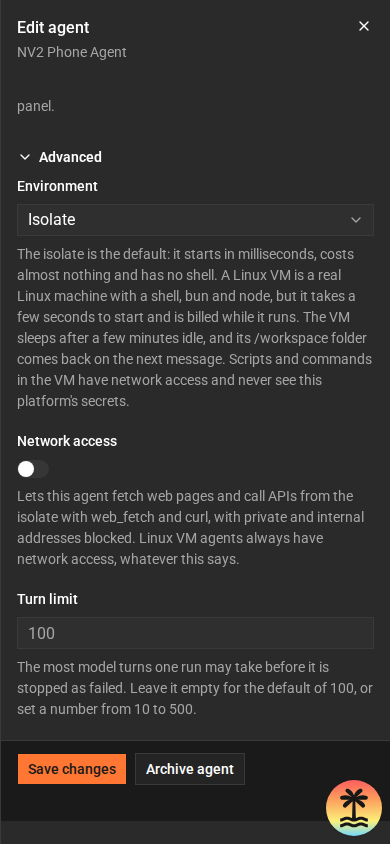 Edit agent
NV2 Phone Agent
panel.
Advanced
Environment
Isolate
The isolate is the default: it starts in milliseconds, costs
almost nothing and has no shell. A Linux VM is a real
Linux machine with a shell, bun and node, but it takes a
few seconds to start and is billed while it runs. The VM
sleeps after a few minutes idle, and its /workspace folder
comes back on the next message. Scripts and commands
in the VM have network access and never see this
platform's secrets.
Network access
Lets this agent fetch web pages and call APIs from the
isolate with web_fetch and curl, with private and internal
addresses blocked. Linux VM agents always have
network access, whatever this says.
Turn limit
100
The most model turns one run may take before it is
stopped as failed. Leave it empty for the default of 100, or
set a number from 10 to 500.
Save changes
Archive agent